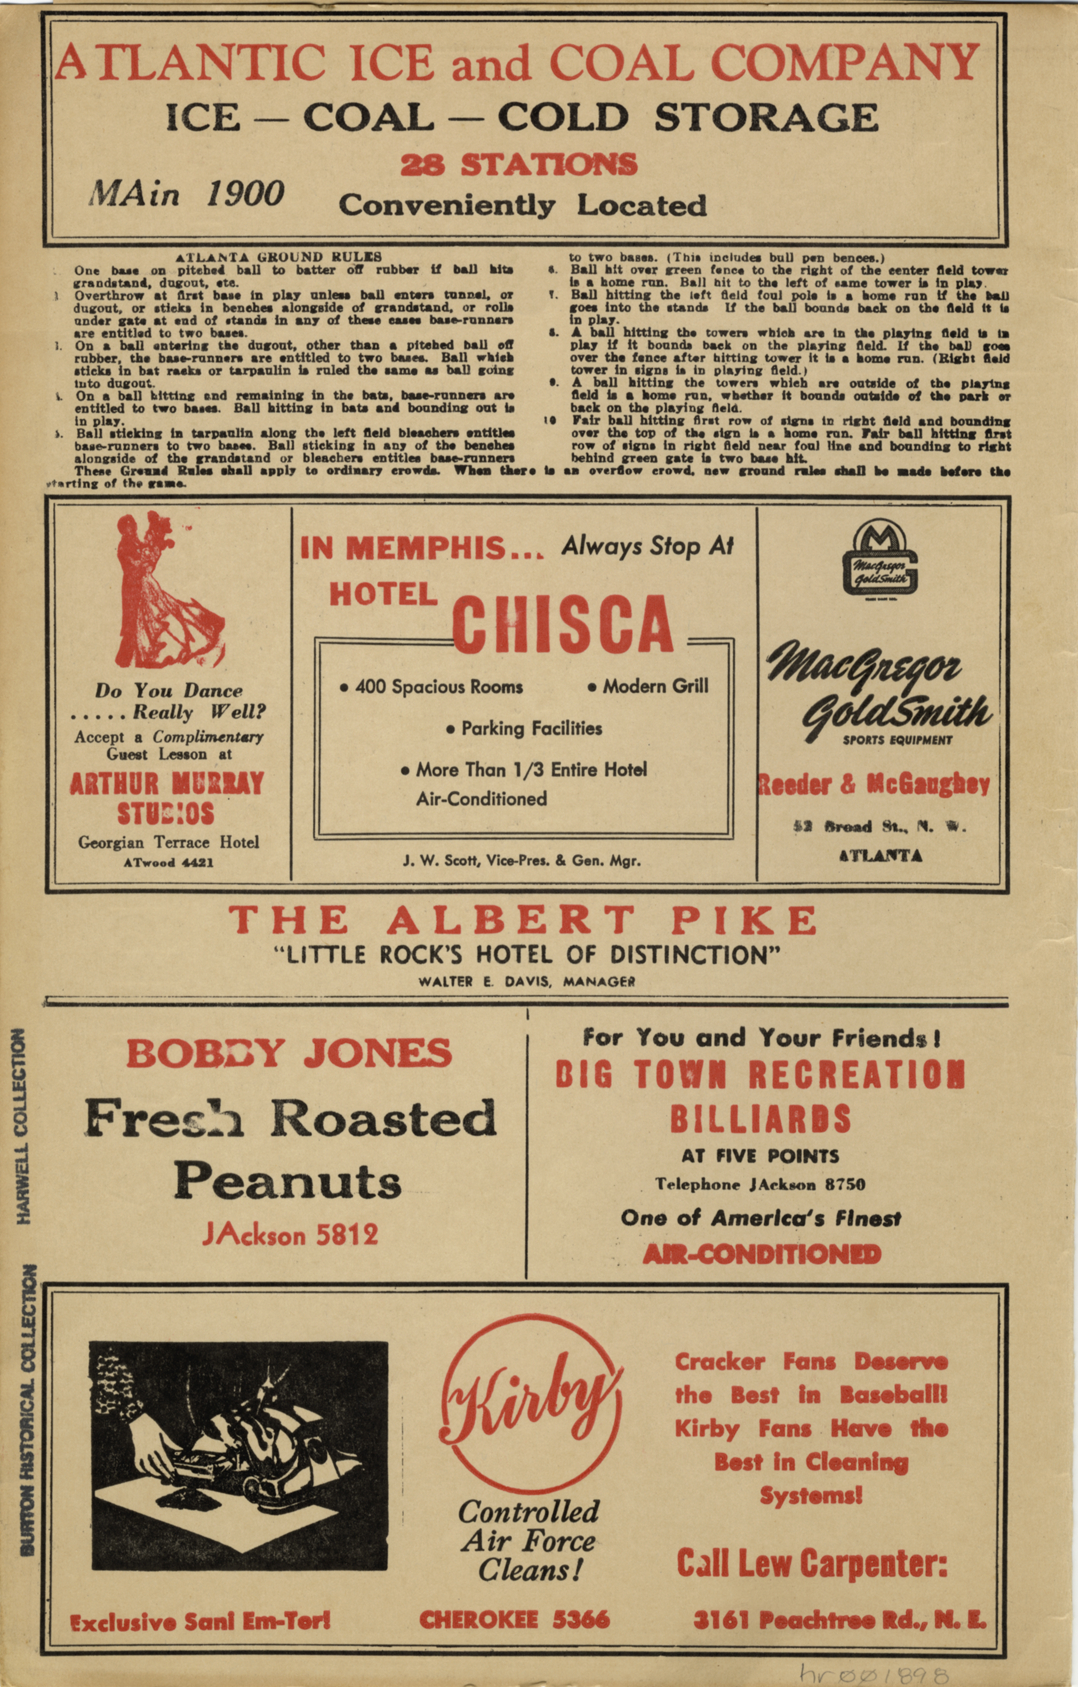 ATLANTIC ICE and COAL COMPANY
ICE — COAL — COLD STORAGE
28 STATIONS
MAin 1900
Conveniently Located
ATLANTA GROUND RULES
One base on pitched ball to batter off rubber if ball hits
grandstand, dugout, etc.
Overthrow at first base in play unless ball enters tunnel, or
dugout, or sticks in benches alongside of grandstand, or rolls
under gate at end of stands in any of these cases base-runners
are entitled to two bases.
On a ball entering the dugout, other than a pitched ball off
rubber, the base-runners are entitled to two bases. Ball which
sticks in bat racks or tarpaulin is ruled the same as ball going
into dugout.
On a ball hitting and remaining in the bats, base-runners are
entitled to two bases. Ball hitting in bats and bounding out is
in play.
5. Ball sticking in tarpaulin along the left field bleachers entitles
base-runners to two bases. Ball sticking in any of the benches
alongside of the grandstand or bleachers entitles base-runners
to two bases. (This includes bull pen bences.)
6. Ball hit over green fence to the right of the center field tower
is a home run. Ball hit to the left of same tower is in play.
7. Ball hitting the left field foul pole is a home run if the ball
goes into the stands If the ball bounds back on the field it is
in play.
8. A ball hitting the towers which are in the playing field is in
play if it bounds back on the playing field. If the ball goes
over the fence after hitting tower it is a home run. (Right field
tower in signs is in playing field.)
9. A ball hitting the towers which are outside of the playing
field is a home run, whether it bounds outside of the park or
back on the playing field.
10 Fair ball hitting first row of signs in right field and bounding
over the top of the sign is a home run. Fair ball hitting first
row of signs in right field near foul line and bounding to right
behind green gate is two base hit.
These Ground Rules shall apply to ordinary crowds. When there is an overflow crowd, new ground rules shall be made before the
starting of the game.
Do You Dance
..... Really Well?
Accept a Complimentary
Guest Lesson at
ARTHUR MURRAY
STUDIOS
Georgian Terrace Hotel
ATwood 4421
IN MEMPHIS... Always Stop At
HOTEL CHISCA
• 400 Spacious Rooms • Modern Grill
• Parking Facilities
• More Than 1/3 Entire Hotel
Air-Conditioned
J. W. Scott, Vice-Pres. & Gen. Mgr.
M
MacGregor
GoldSmith
MacGregor
GoldSmith
SPORTS EQUIPMENT
Reeder & McGaughey
52 Broad St., N. W.
ATLANTA
THE ALBERT PIKE
"LITTLE ROCK'S HOTEL OF DISTINCTION"
WALTER E. DAVIS, MANAGER
BOBBY JONES
Fresh Roasted
Peanuts
JAckson 5812
For You and Your Friends!
BIG TOWN RECREATION
BILLIARDS
AT FIVE POINTS
Telephone JAckson 8750
One of America's Finest
AIR-CONDITIONED
HARWELL COLLECTION
BURTON HISTORICAL COLLECTION
Kirby
Controlled
Air Force
Cleans!
Cracker Fans Deserve
the Best in Baseball!
Kirby Fans Have the
Best in Cleaning
Systems!
Call Lew Carpenter:
Exclusive Sani Em-Tor!
CHEROKEE 5366
3161 Peachtree Rd., N. E.
hr001898